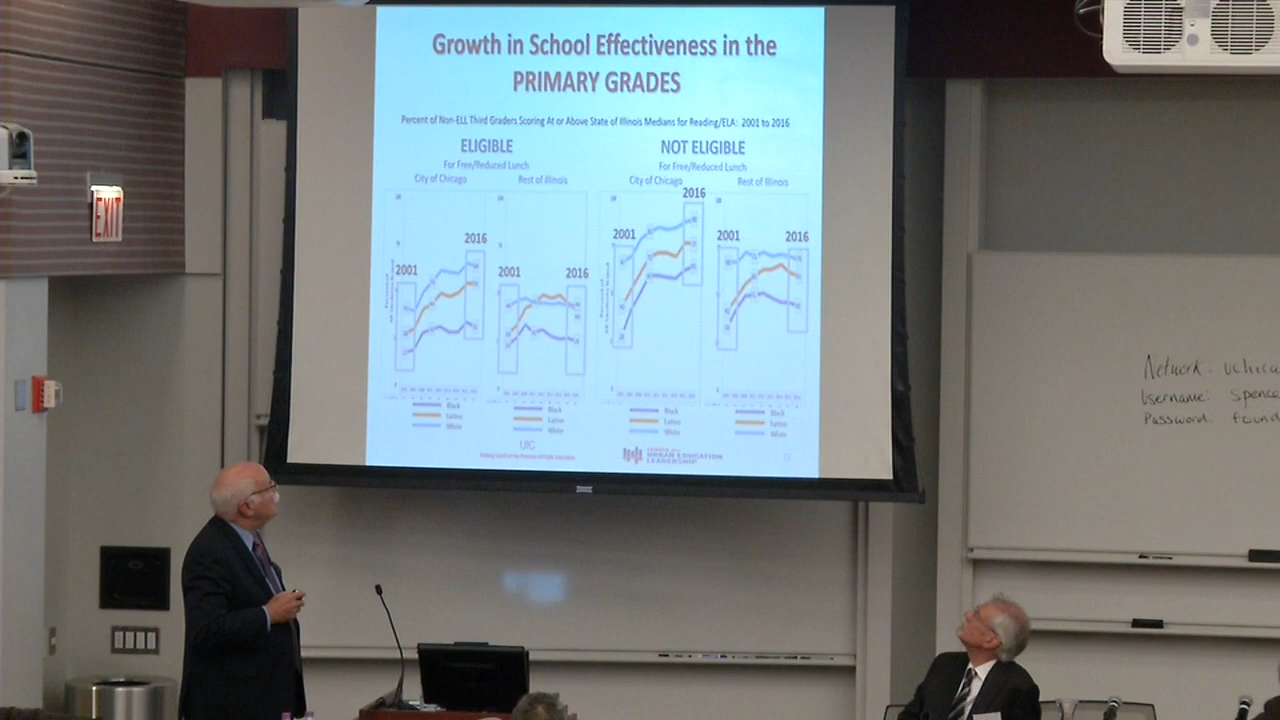 Growth in School Effectiveness in the
PRIMARY GRADES
Percent of Non-ELL Third Graders Scoring At or Above State of Illinois Medians for Reading/ELA: 2001 to 2016
ELIGIBLE
For Free/Reduced Lunch
City of Chicago
Rest of Illinois
2001
2016
2001
2016
Black
Latino
White
Black
Latino
White
NOT ELIGIBLE
For Free/Reduced Lunch
City of Chicago
Rest of Illinois
2001
2016
2001
2016
Black
Latino
White
Black
Latino
White
UIC
URBAN EDUCATION
LEADERSHIP
EXIT
Network: uchica
Username: Spence
Password: found